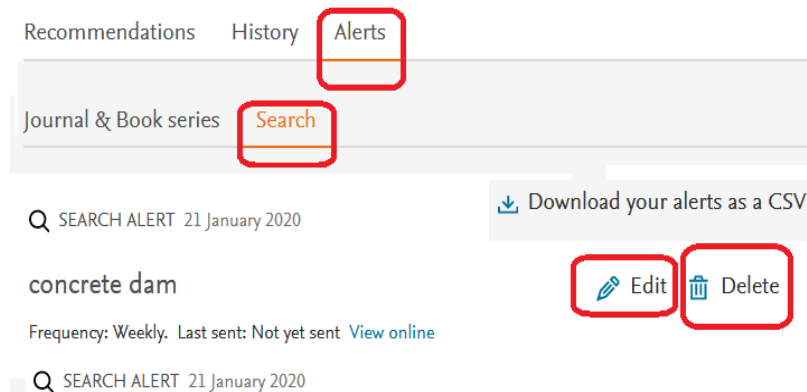 Recommendations History Alerts
Journal & Book series Search
Download your alerts as a CSV
SEARCH ALERT 21 January 2020
concrete dam
Edit Delete
Frequency: Weekly. Last sent: Not yet sent View online
SEARCH ALERT 21 January 2020